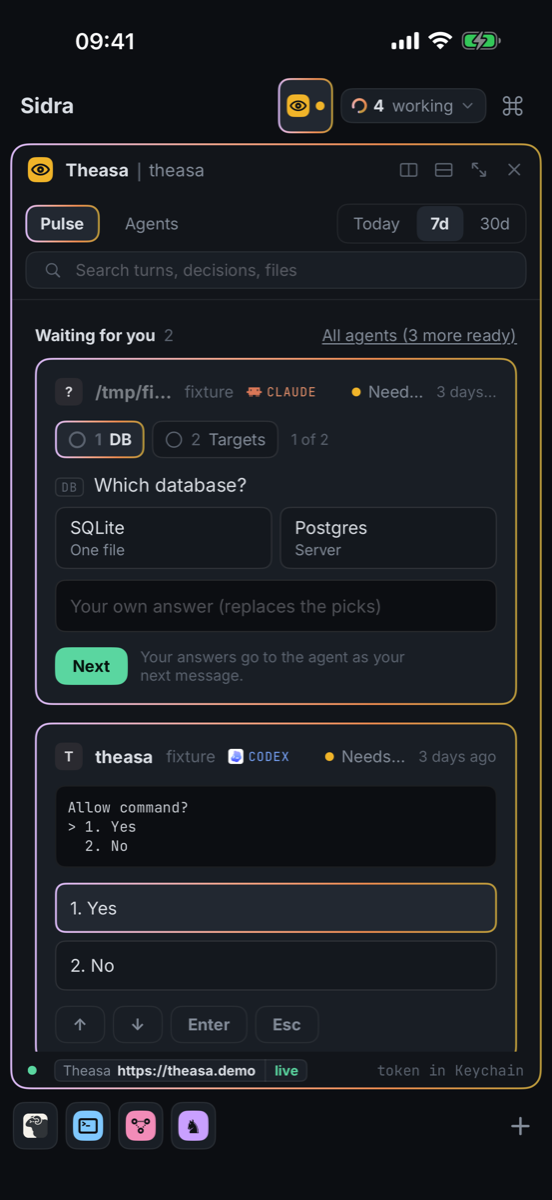 09:41
Sidra
4 working
Theasa | theasa
Pulse Agents Today 7d 30d
Search turns, decisions, files
Waiting for you 2 All agents (3 more ready)
? /tmp/fi... fixture CLAUDE Need... 3 days...
1 DB 2 Targets 1 of 2
DB Which database?
SQLite Postgres
One file Server
Your own answer (replaces the picks)
Next Your answers go to the agent as your
next message.
T theasa fixture CODEX Needs... 3 days ago
Allow command?
> 1. Yes
2. No
1. Yes
2. No
↑ ↓ Enter Esc
Theasa https://theasa.demo live token in Keychain